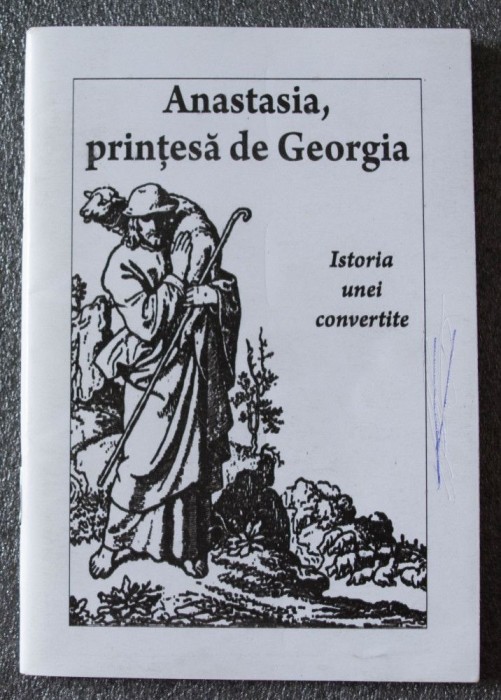 Anastasia,
prințesă de Georgia
Istoria
unei
convertite